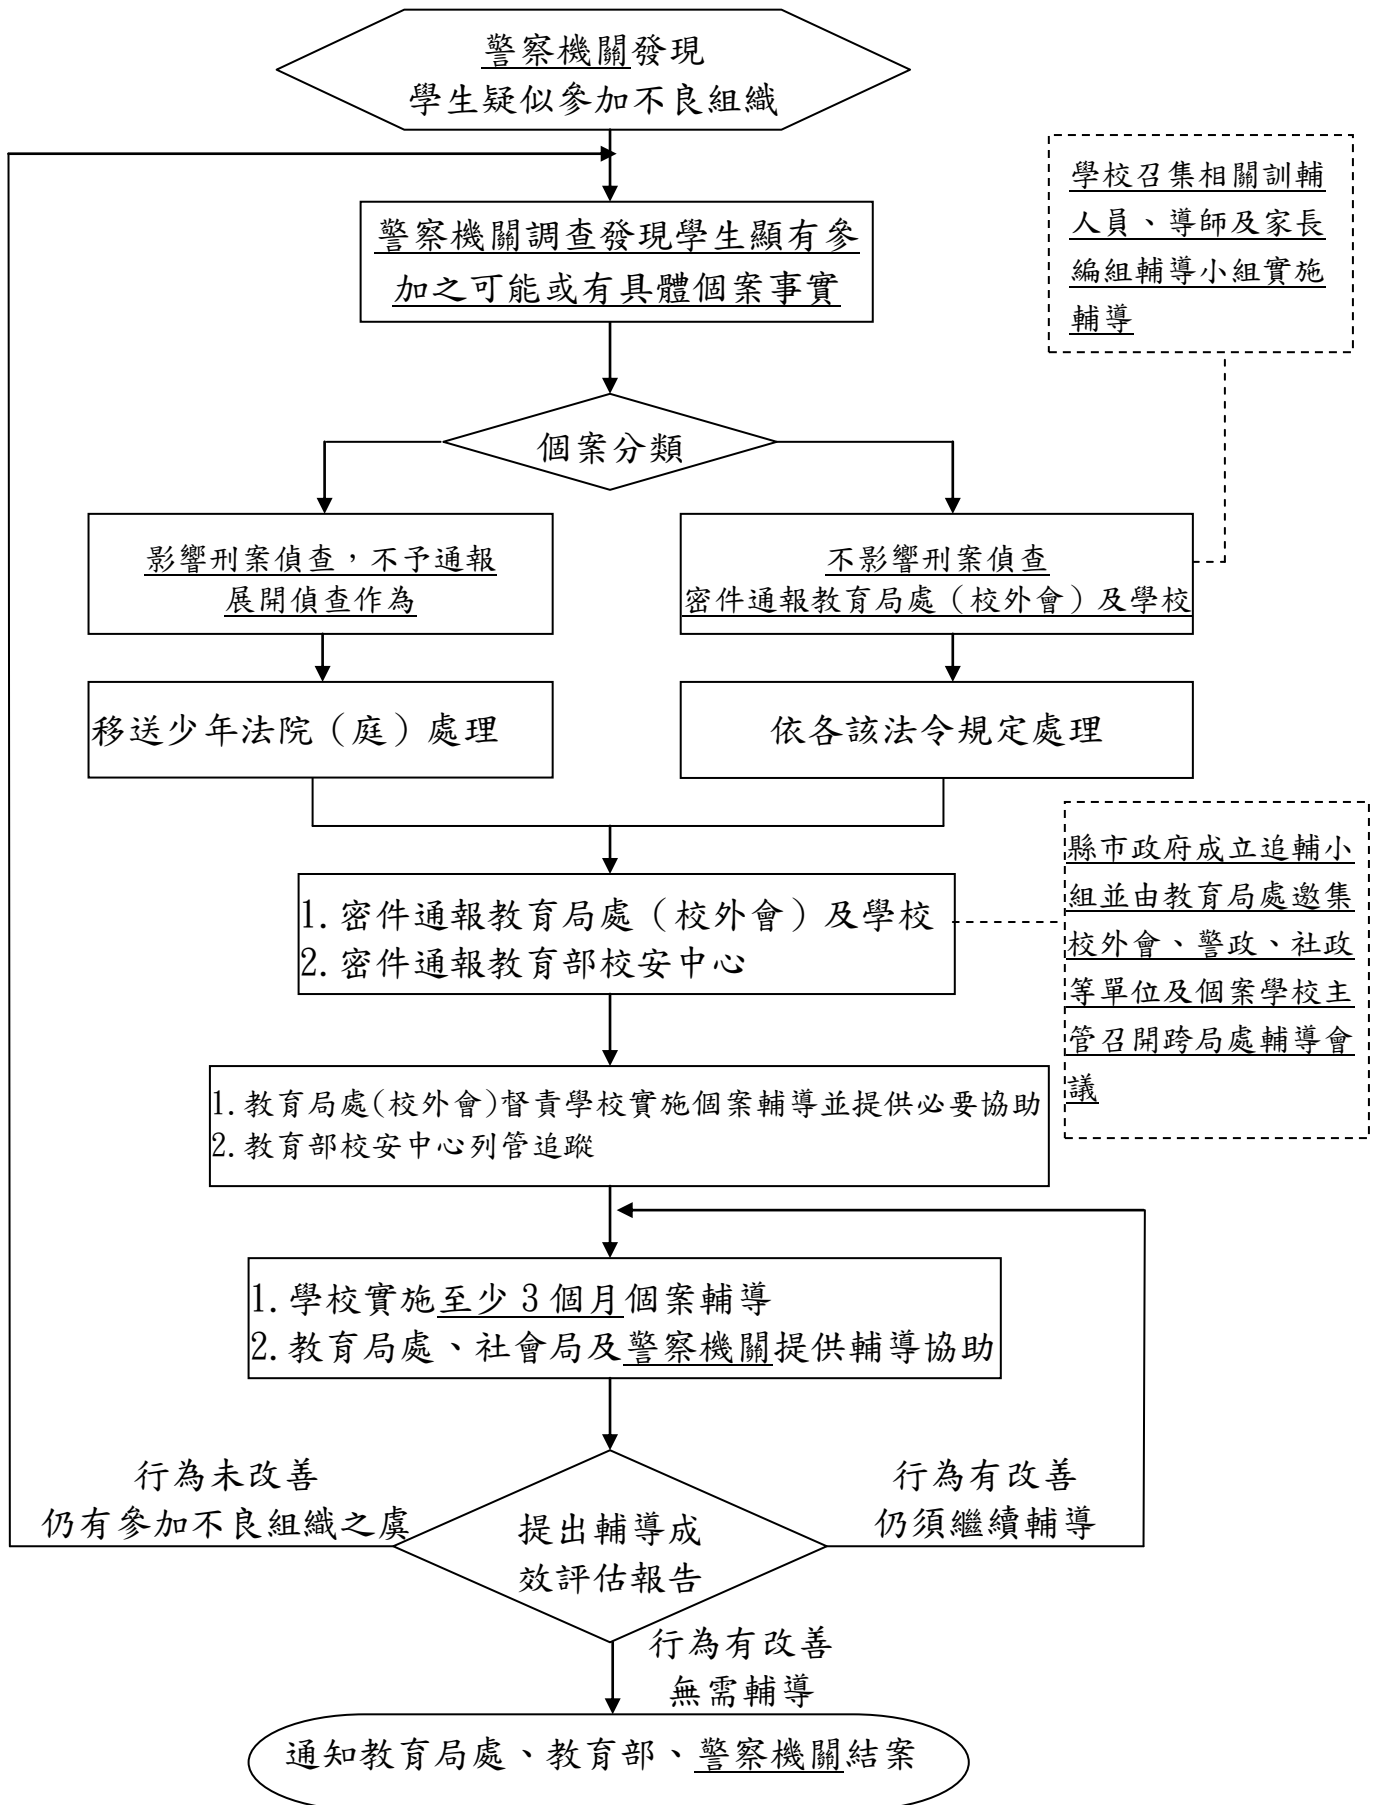 警察機關發現
學生疑似參加不良組織
學校召集相關訓輔
人員、導師及家長
編組輔導小組實施
輔導
警察機關調查發現學生顯有參
加之可能或有具體個案事實
個案分類
影響刑案偵查，不予通報
展開偵查作為
不影響刑案偵查
密件通報教育局處（校外會）及學校
移送少年法院（庭）處理
依各該法令規定處理
縣市政府成立追輔小
組並由教育局處邀集
校外會、警政、社政
等單位及個案學校主
管召開跨局處輔導會
議
1.密件通報教育局處（校外會）及學校
2.密件通報教育部校安中心
1.教育局處(校外會)督責學校實施個案輔導並提供必要協助
2.教育部校安中心列管追蹤
1.學校實施至少 3 個月個案輔導
2.教育局處、社會局及警察機關提供輔導協助
行為未改善
仍有參加不良組織之虞
行為有改善
仍須繼續輔導
提出輔導成
效評估報告
行為有改善
無需輔導
通知教育局處、教育部、警察機關結案